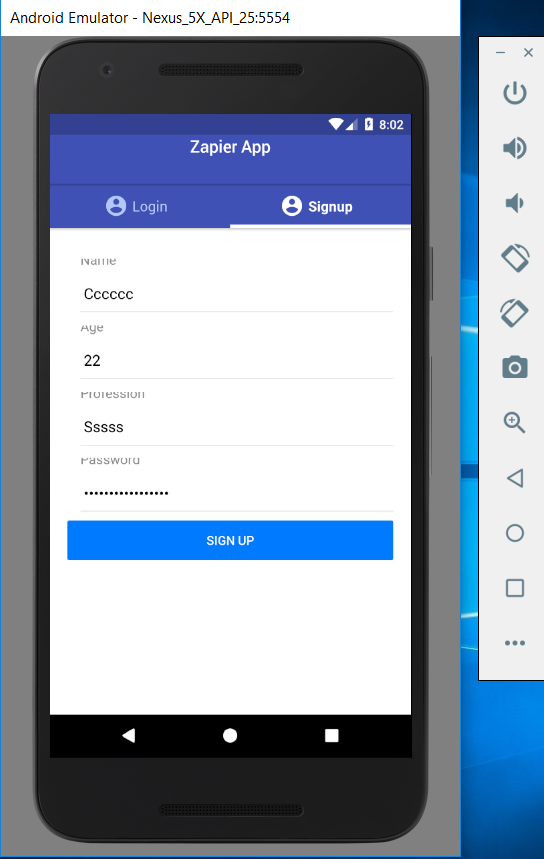 Android Emulator - Nexus_5X_API_25:5554
8:02
Zapier App
Login
Signup
Name
Cccccc
Age
22
Profession
Sssss
Password
•••••••••••••••••
SIGN UP